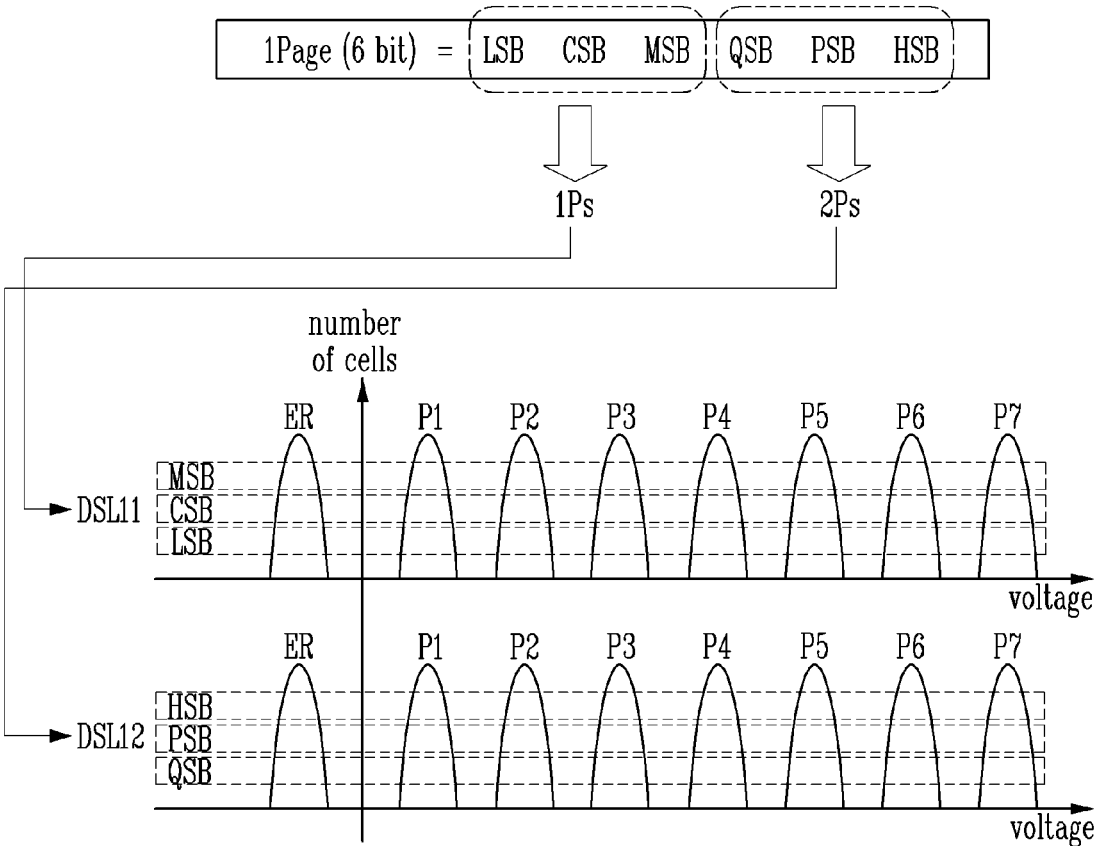 1Page (6 bit) = LSB CSB MSB QSB PSB HSB
1Ps 2Ps
number
of cells
ER P1 P2 P3 P4 P5 P6 P7
MSB
DSL11 CSB
LSB
voltage
ER P1 P2 P3 P4 P5 P6 P7
HSB
DSL12 PSB
QSB
voltage